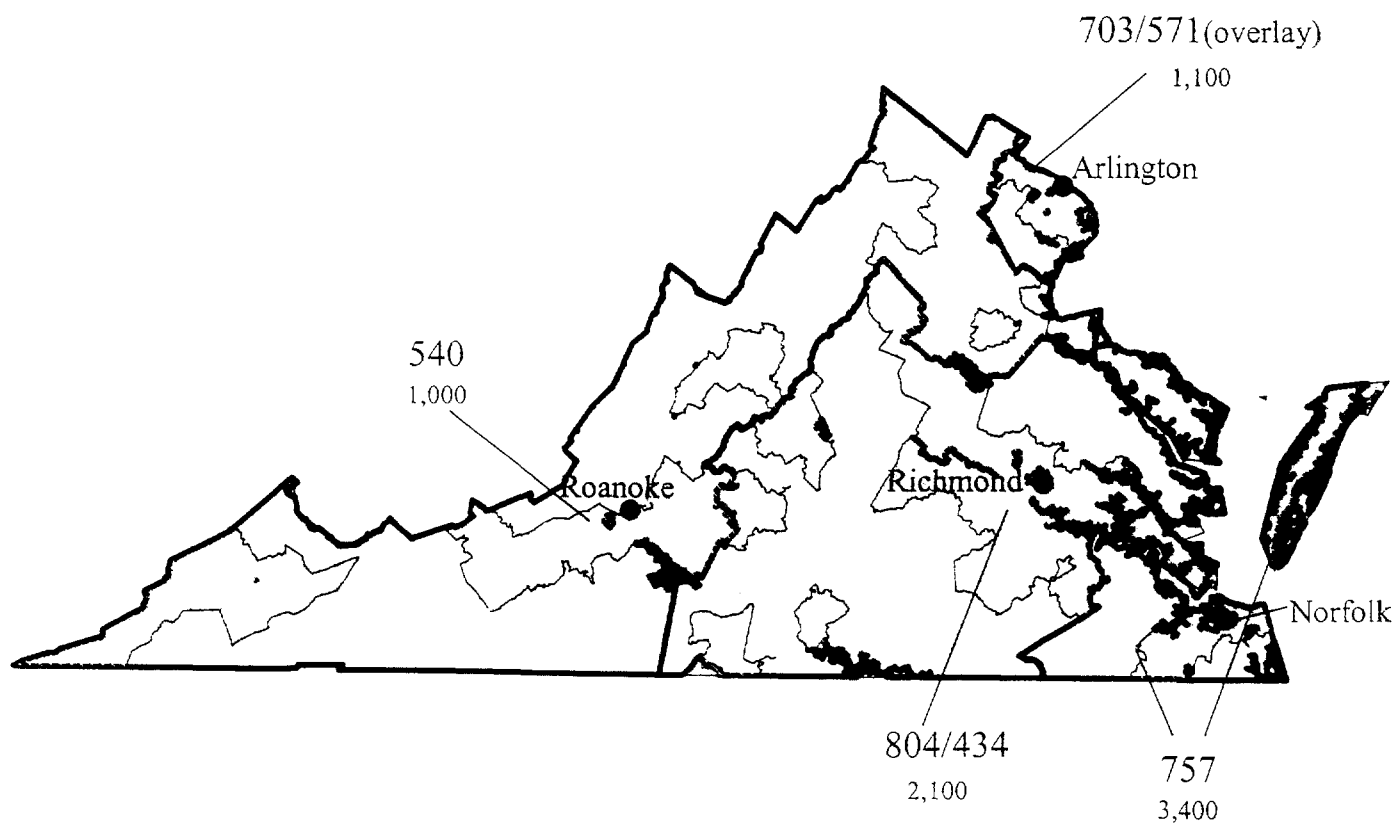 703/571(overlay)
1,100
Arlington
540
1,000
Roanoke
Richmond
Norfolk
804/434
2,100
757
3,400